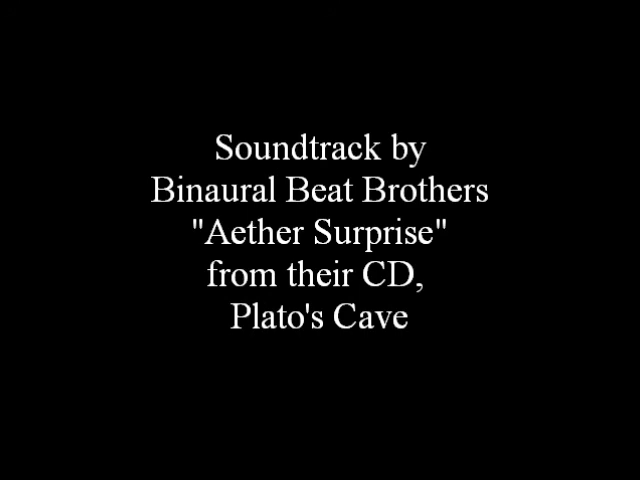 Soundtrack by
Binaural Beat Brothers
"Aether Surprise"
from their CD,
Plato's Cave